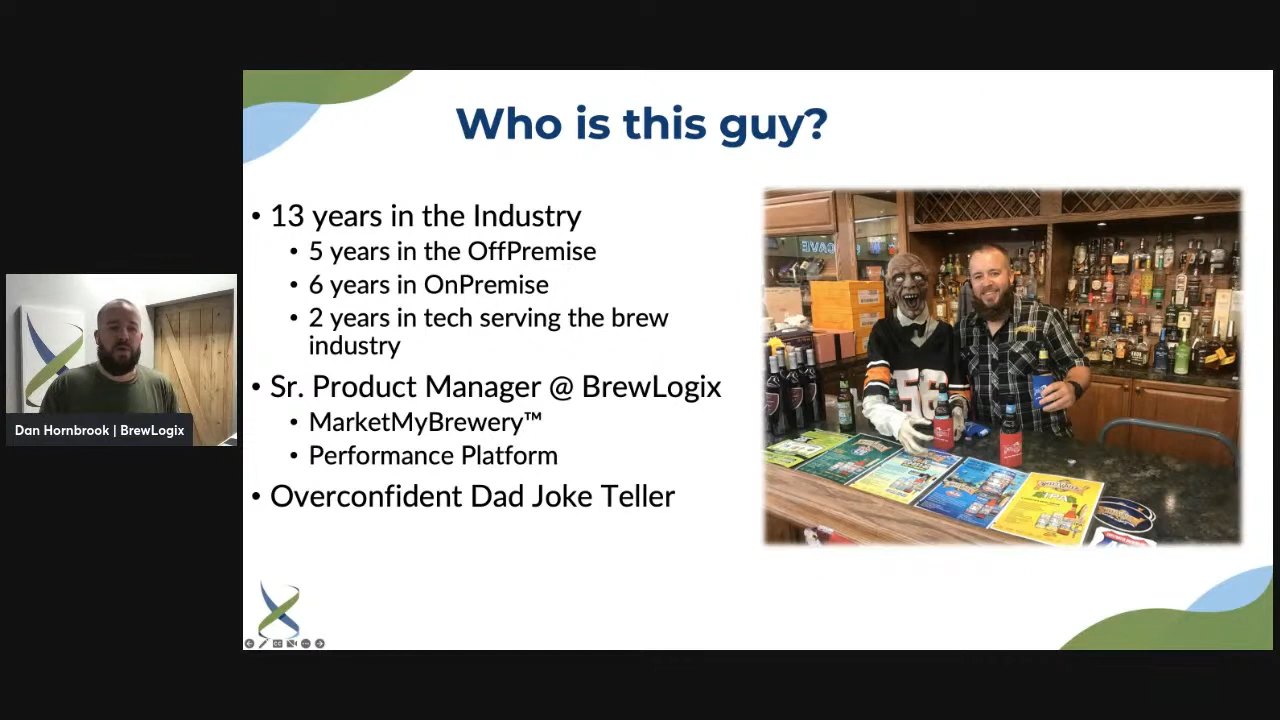 Who is this guy?
• 13 years in the Industry
• 5 years in the OffPremise
• 6 years in OnPremise
• 2 years in tech serving the brew
industry
• Sr. Product Manager @ BrewLogix
• MarketMyBrewery™
• Performance Platform
• Overconfident Dad Joke Teller
Dan Hornbrook | BrewLogix
56
IPA